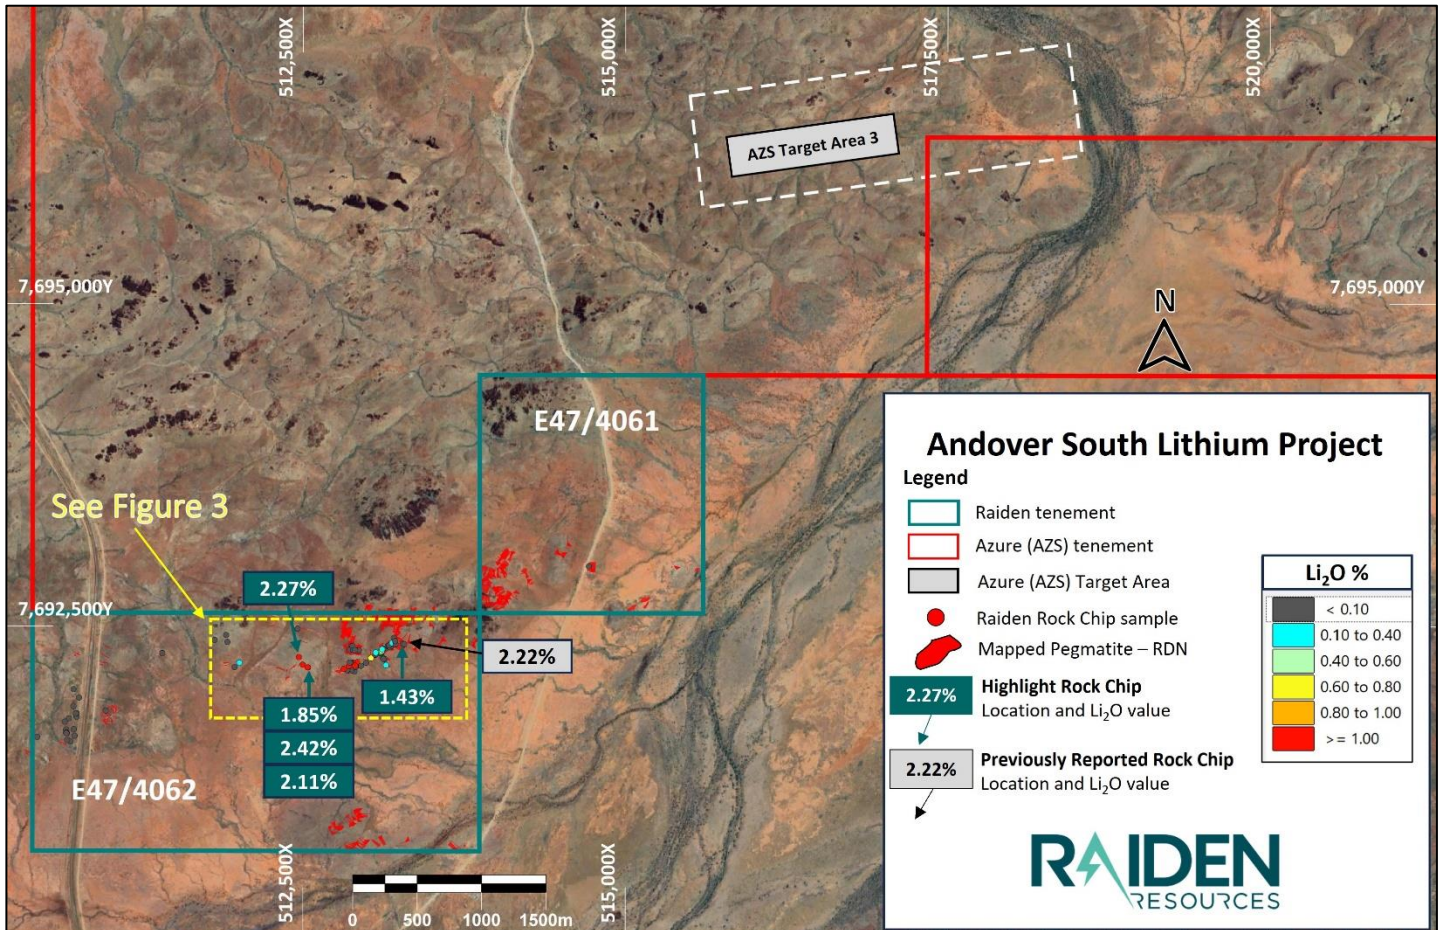 512,500X
515,000X
517,500X
520,000X
AZS Target Area 3
7,695,000Y
7,695,000Y
N
E47/4061
See Figure 3
2.27%
7,692,500Y
2.22%
1.43%
1.85%
2.42%
2.11%
E47/4062
512,500X
515,000X
0 500 1000 1500m
Andover South Lithium Project
Legend
Raiden tenement
Azure (AZS) tenement
Azure (AZS) Target Area
Raiden Rock Chip sample
Mapped Pegmatite – RDN
2.27%
Highlight Rock Chip
Location and Li₂O value
2.22%
Previously Reported Rock Chip
Location and Li₂O value
Li₂O %
< 0.10
0.10 to 0.40
0.40 to 0.60
0.60 to 0.80
0.80 to 1.00
>= 1.00
RAIDEN
RESOURCES